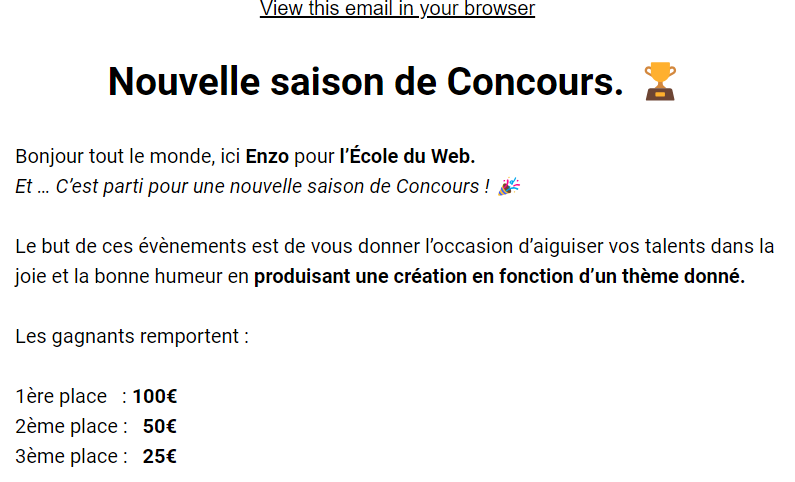 View this email in your browser
Nouvelle saison de Concours. 🏆
Bonjour tout le monde, ici Enzo pour l’École du Web.
Et … C’est parti pour une nouvelle saison de Concours ! 🎉
Le but de ces évènements est de vous donner l’occasion d’aiguiser vos talents dans la
joie et la bonne humeur en produisant une création en fonction d’un thème donné.
Les gagnants remportent :
1ère place : 100€
2ème place : 50€
3ème place : 25€